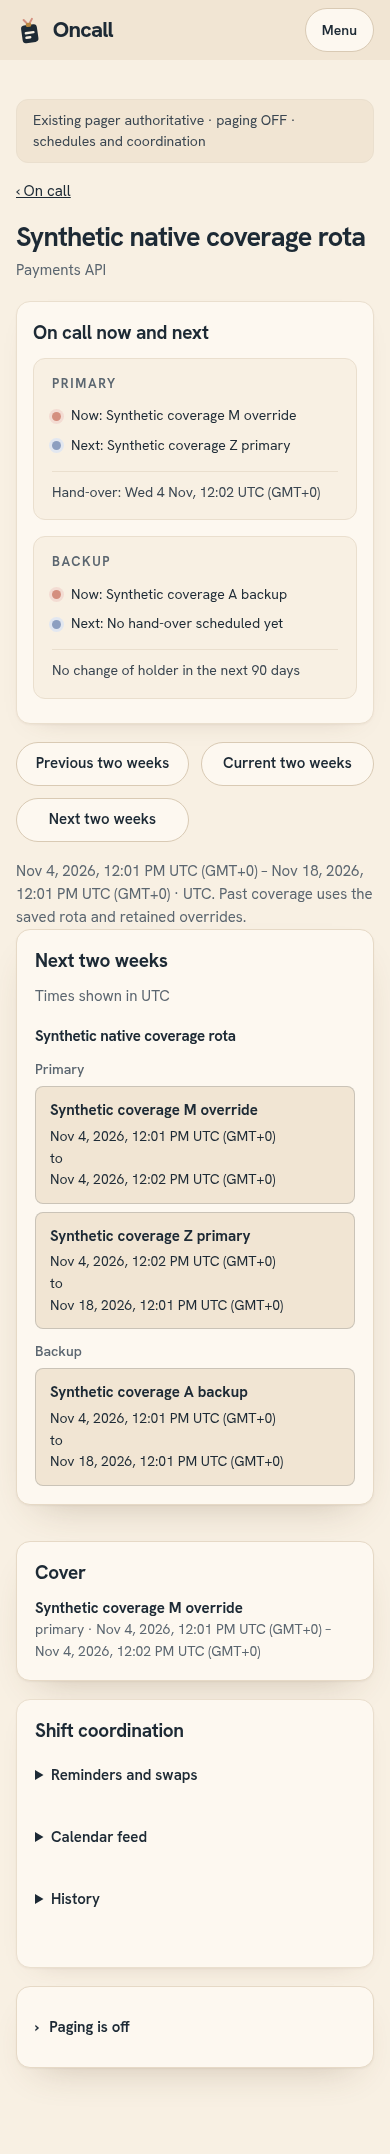 Oncall
Menu
Existing pager authoritative · paging OFF ·
schedules and coordination
‹ On call
Synthetic native coverage rota
Payments API
On call now and next
PRIMARY
Now: Synthetic coverage M override
Next: Synthetic coverage Z primary
Hand-over: Wed 4 Nov, 12:02 UTC (GMT+0)
BACKUP
Now: Synthetic coverage A backup
Next: No hand-over scheduled yet
No change of holder in the next 90 days
Previous two weeks
Current two weeks
Next two weeks
Nov 4, 2026, 12:01 PM UTC (GMT+0) – Nov 18, 2026,
12:01 PM UTC (GMT+0) · UTC. Past coverage uses the
saved rota and retained overrides.
Next two weeks
Times shown in UTC
Synthetic native coverage rota
Primary
Synthetic coverage M override
Nov 4, 2026, 12:01 PM UTC (GMT+0)
to
Nov 4, 2026, 12:02 PM UTC (GMT+0)
Synthetic coverage Z primary
Nov 4, 2026, 12:02 PM UTC (GMT+0)
to
Nov 18, 2026, 12:01 PM UTC (GMT+0)
Backup
Synthetic coverage A backup
Nov 4, 2026, 12:01 PM UTC (GMT+0)
to
Nov 18, 2026, 12:01 PM UTC (GMT+0)
Cover
Synthetic coverage M override
primary · Nov 4, 2026, 12:01 PM UTC (GMT+0) –
Nov 4, 2026, 12:02 PM UTC (GMT+0)
Shift coordination
▶ Reminders and swaps
▶ Calendar feed
▶ History
› Paging is off